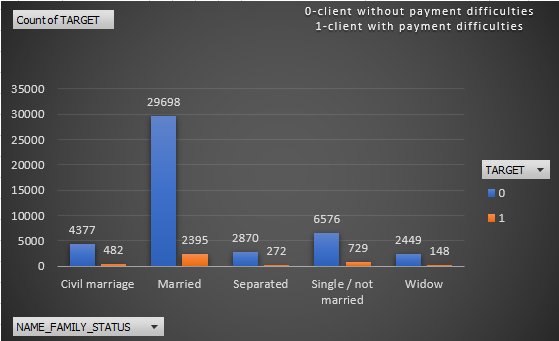 Count of TARGET
0-client without payment difficulties
1-client with payment difficulties
35000
30000
25000
20000
15000
10000
5000
0
4377
482
29698
2395
2870
272
6576
729
2449
148
Civil marriage
Married
Separated
Single / not
married
Widow
TARGET
0
1
NAME_FAMILY_STATUS